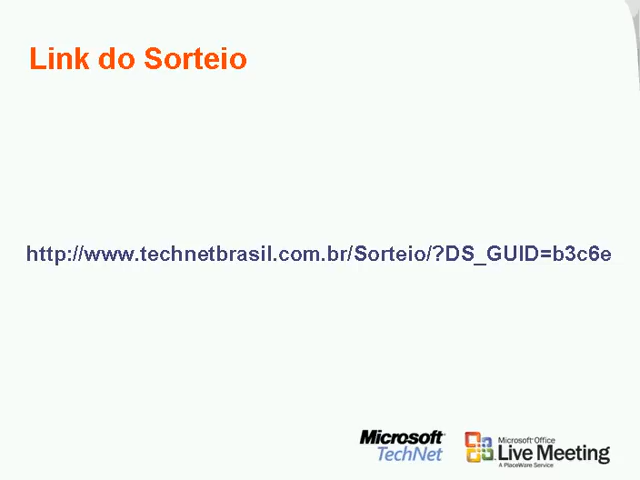 Link do Sorteio
http://www.technetbrasil.com.br/Sorteio/?DS_GUID=b3c6e
Microsoft
TechNet
Microsoft Office
Live Meeting
A PlaceWare Service